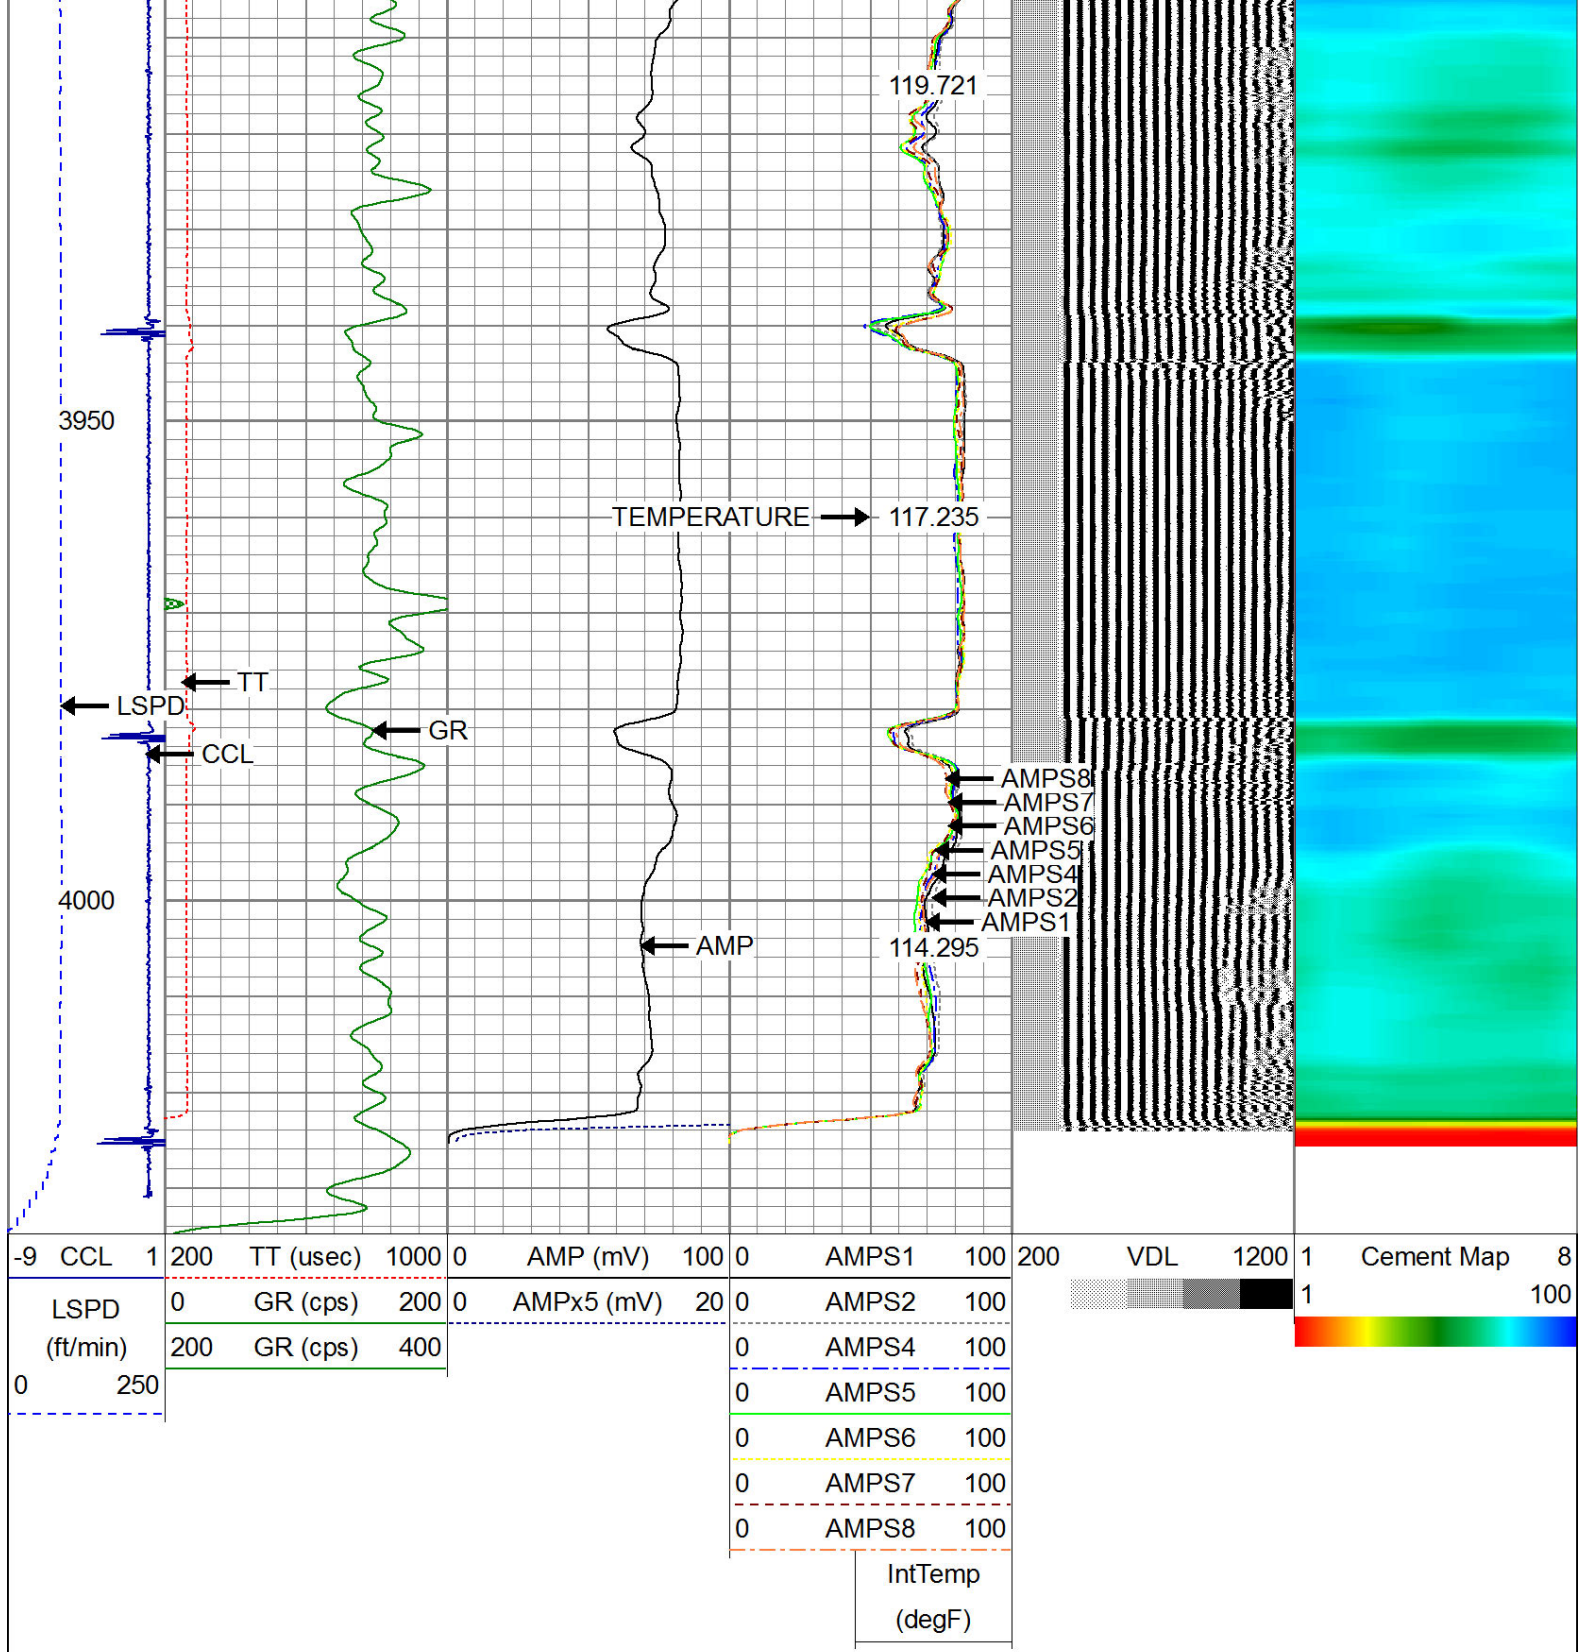 119.721
3950
TEMPERATURE 117.235
TT
LSPD
GR
CCL
AMPS8
AMPS7
AMPS6
AMPS5
AMPS4
4000
AMPS2
AMPS1
AMP
114.295
-9 CCL 1
200 TT (usec) 1000
0 AMP (mV) 100
0 AMPS1 100
200 VDL 1200
1 Cement Map 8
LSPD
(ft/min)
0 250
0 GR (cps) 200
0 AMPx5 (mV) 20
0 AMPS2 100
1 100
200 GR (cps) 400
0 AMPS4 100
0 AMPS5 100
0 AMPS6 100
0 AMPS7 100
0 AMPS8 100
IntTemp
(degF)